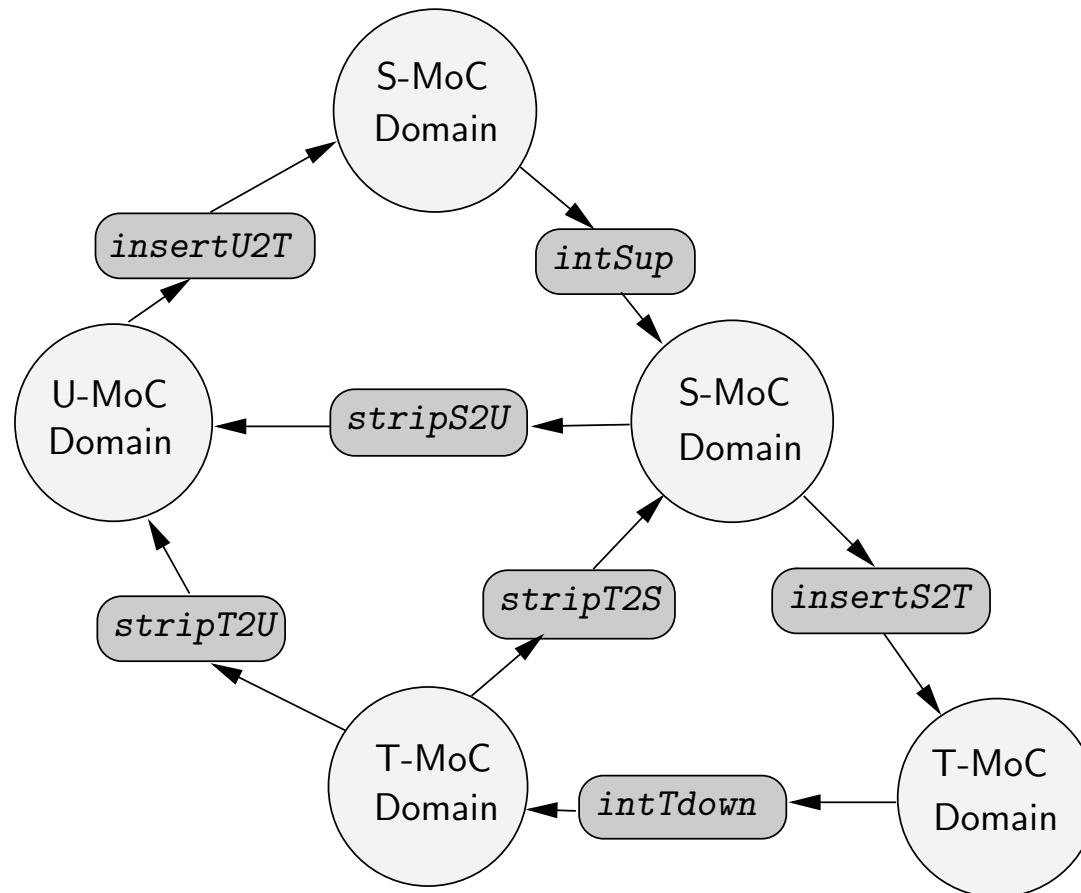 S-MoC
Domain
insertU2T
intSup
U-MoC
Domain
stripS2U
S-MoC
Domain
stripT2U
stripT2S
insertS2T
T-MoC
Domain
intTdown
T-MoC
Domain